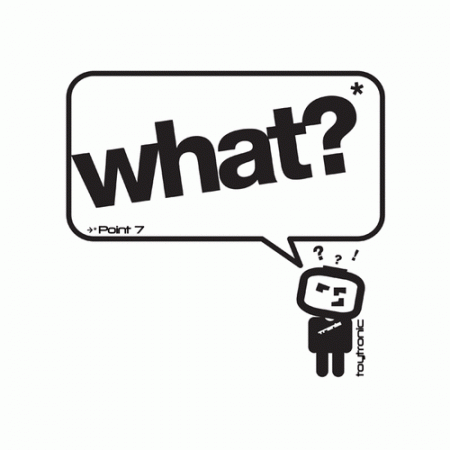 what?*
→* Point 7
? ? !
toytronic